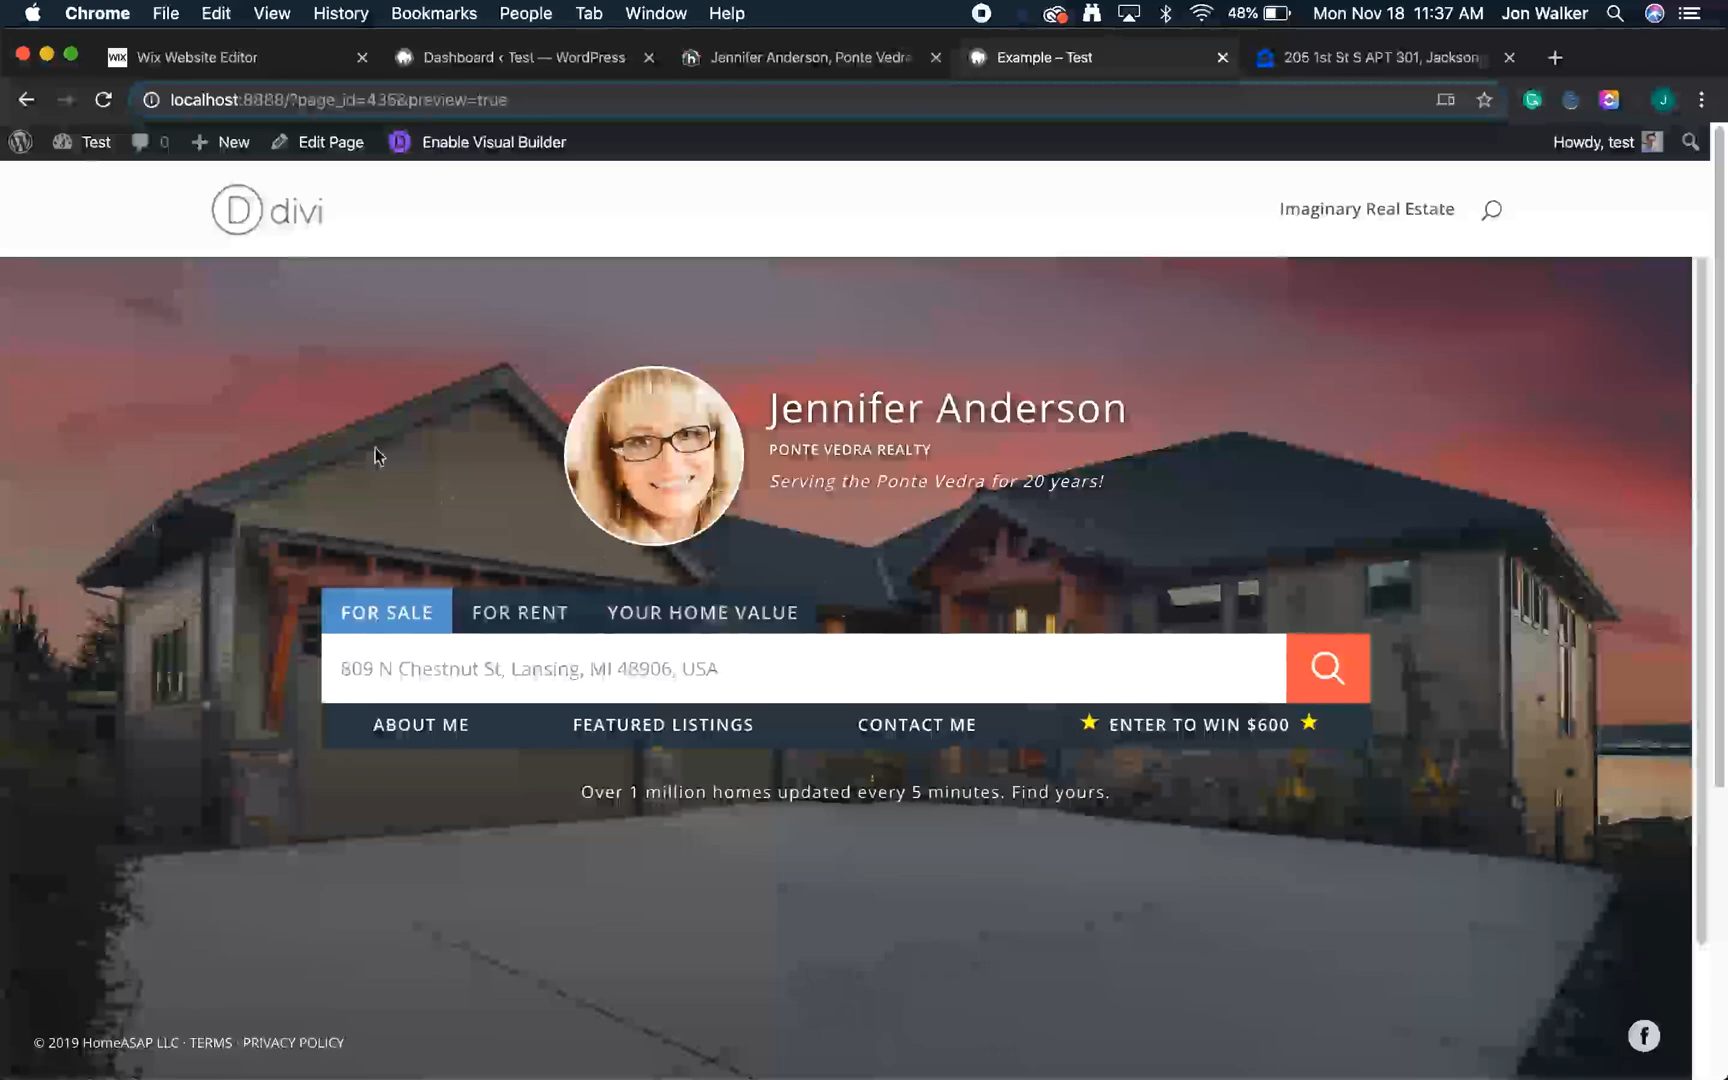 Chrome File Edit View History Bookmarks People Tab Window Help 48% Mon Nov 18 11:37 AM Jon Walker
WIX Wix Website Editor Dashboard ‹ Test — WordPress Jennifer Anderson, Ponte Vedra Example – Test 205 1st St S APT 301, Jackson
localhost:8888/?page_id=436&preview=true J
Test 0 New Edit Page Enable Visual Builder Howdy, test
D divi Imaginary Real Estate
Jennifer Anderson
PONTE VEDRA REALTY
Serving the Ponte Vedra for 20 years!
FOR SALE FOR RENT YOUR HOME VALUE
809 N Chestnut St, Lansing, MI 48906, USA
ABOUT ME FEATURED LISTINGS CONTACT ME ★ ENTER TO WIN $600 ★
Over 1 million homes updated every 5 minutes. Find yours.
© 2019 HomeASAP LLC · TERMS · PRIVACY POLICY f